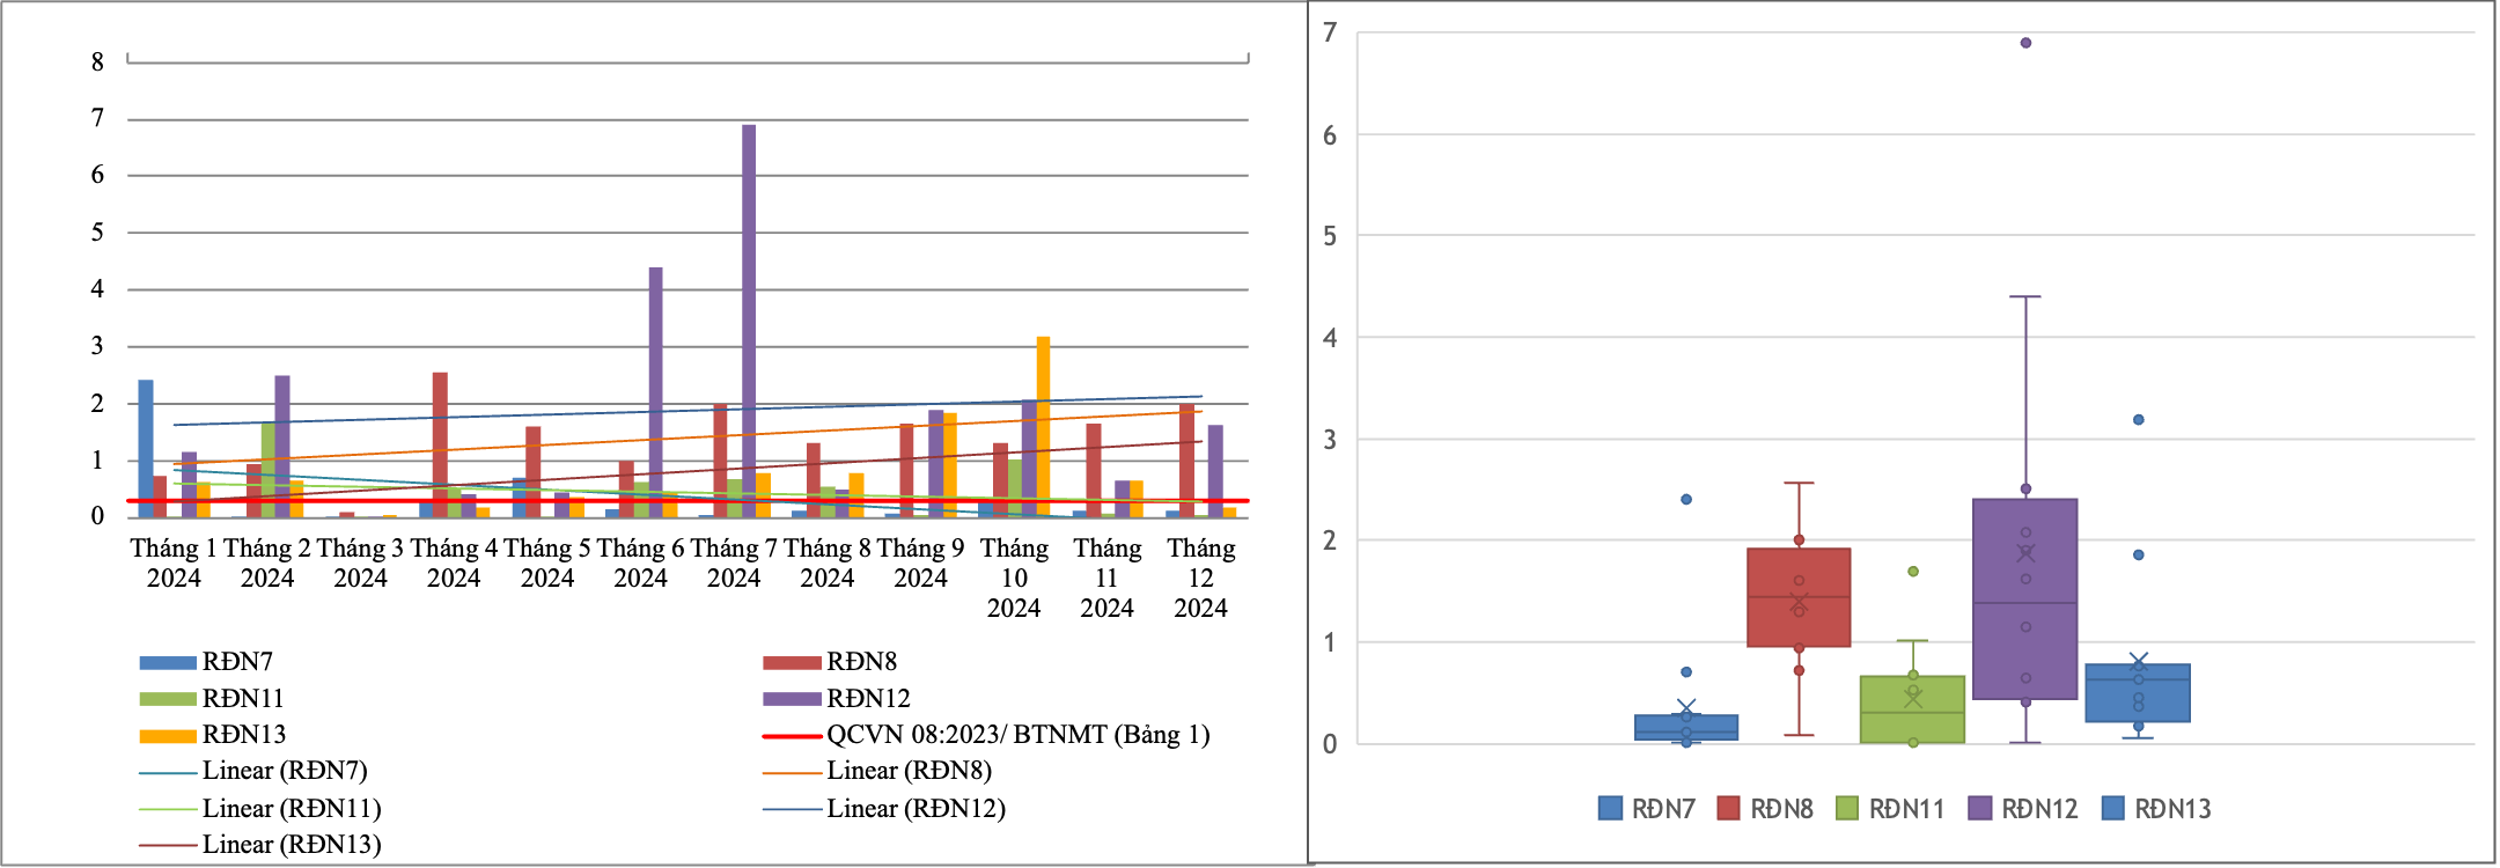 8
7
6
5
4
3
2
1
0
Tháng 1 2024
Tháng 2 2024
Tháng 3 2024
Tháng 4 2024
Tháng 5 2024
Tháng 6 2024
Tháng 7 2024
Tháng 8 2024
Tháng 9 2024
Tháng 10 2024
Tháng 11 2024
Tháng 12 2024
RĐN7
RĐN8
RĐN11
RĐN12
RĐN13
QCVN 08:2023/ BTNMT (Bảng 1)
Linear (RĐN7)
Linear (RĐN8)
Linear (RĐN11)
Linear (RĐN12)
Linear (RĐN13)
7
6
5
4
3
2
1
0
RĐN7 RĐN8 RĐN11 RĐN12 RĐN13